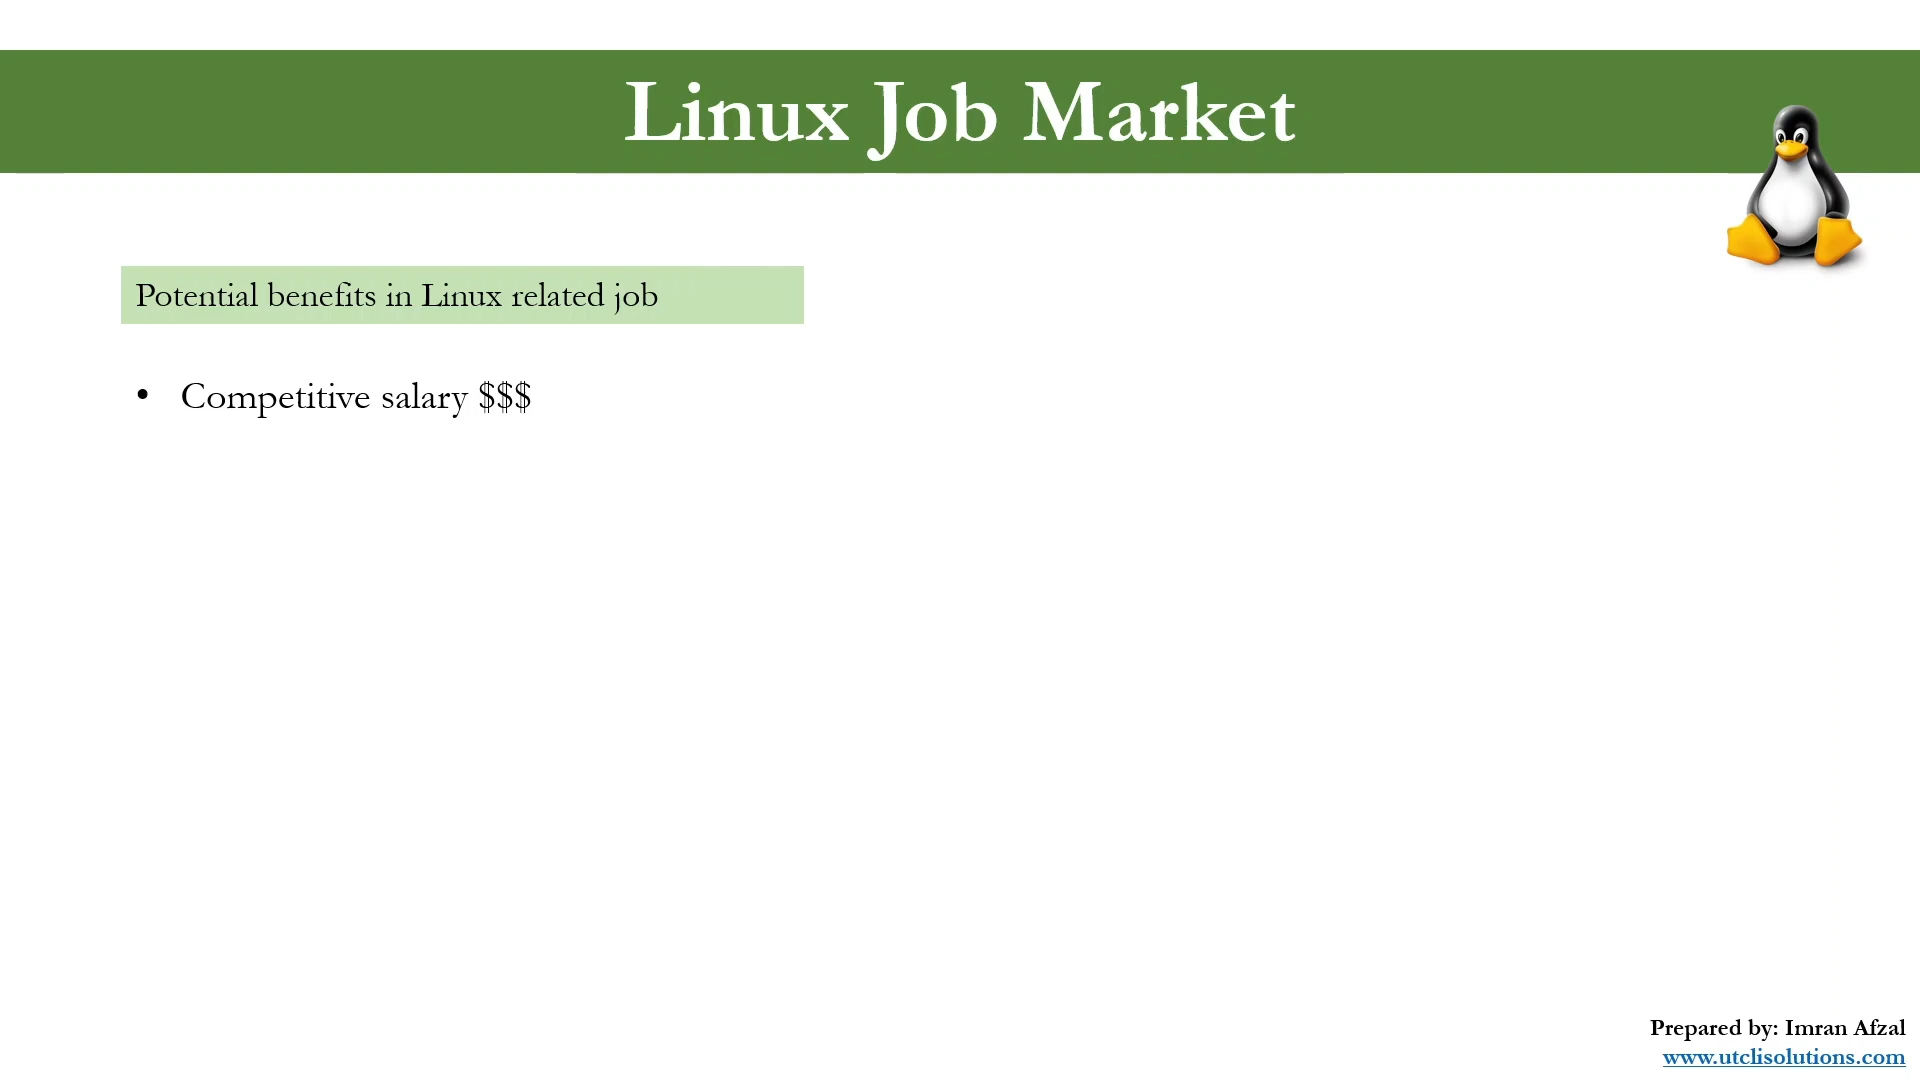 Linux Job Market
Potential benefits in Linux related job
• Competitive salary $$$
Prepared by: Imran Afzal
www.utclisolutions.com